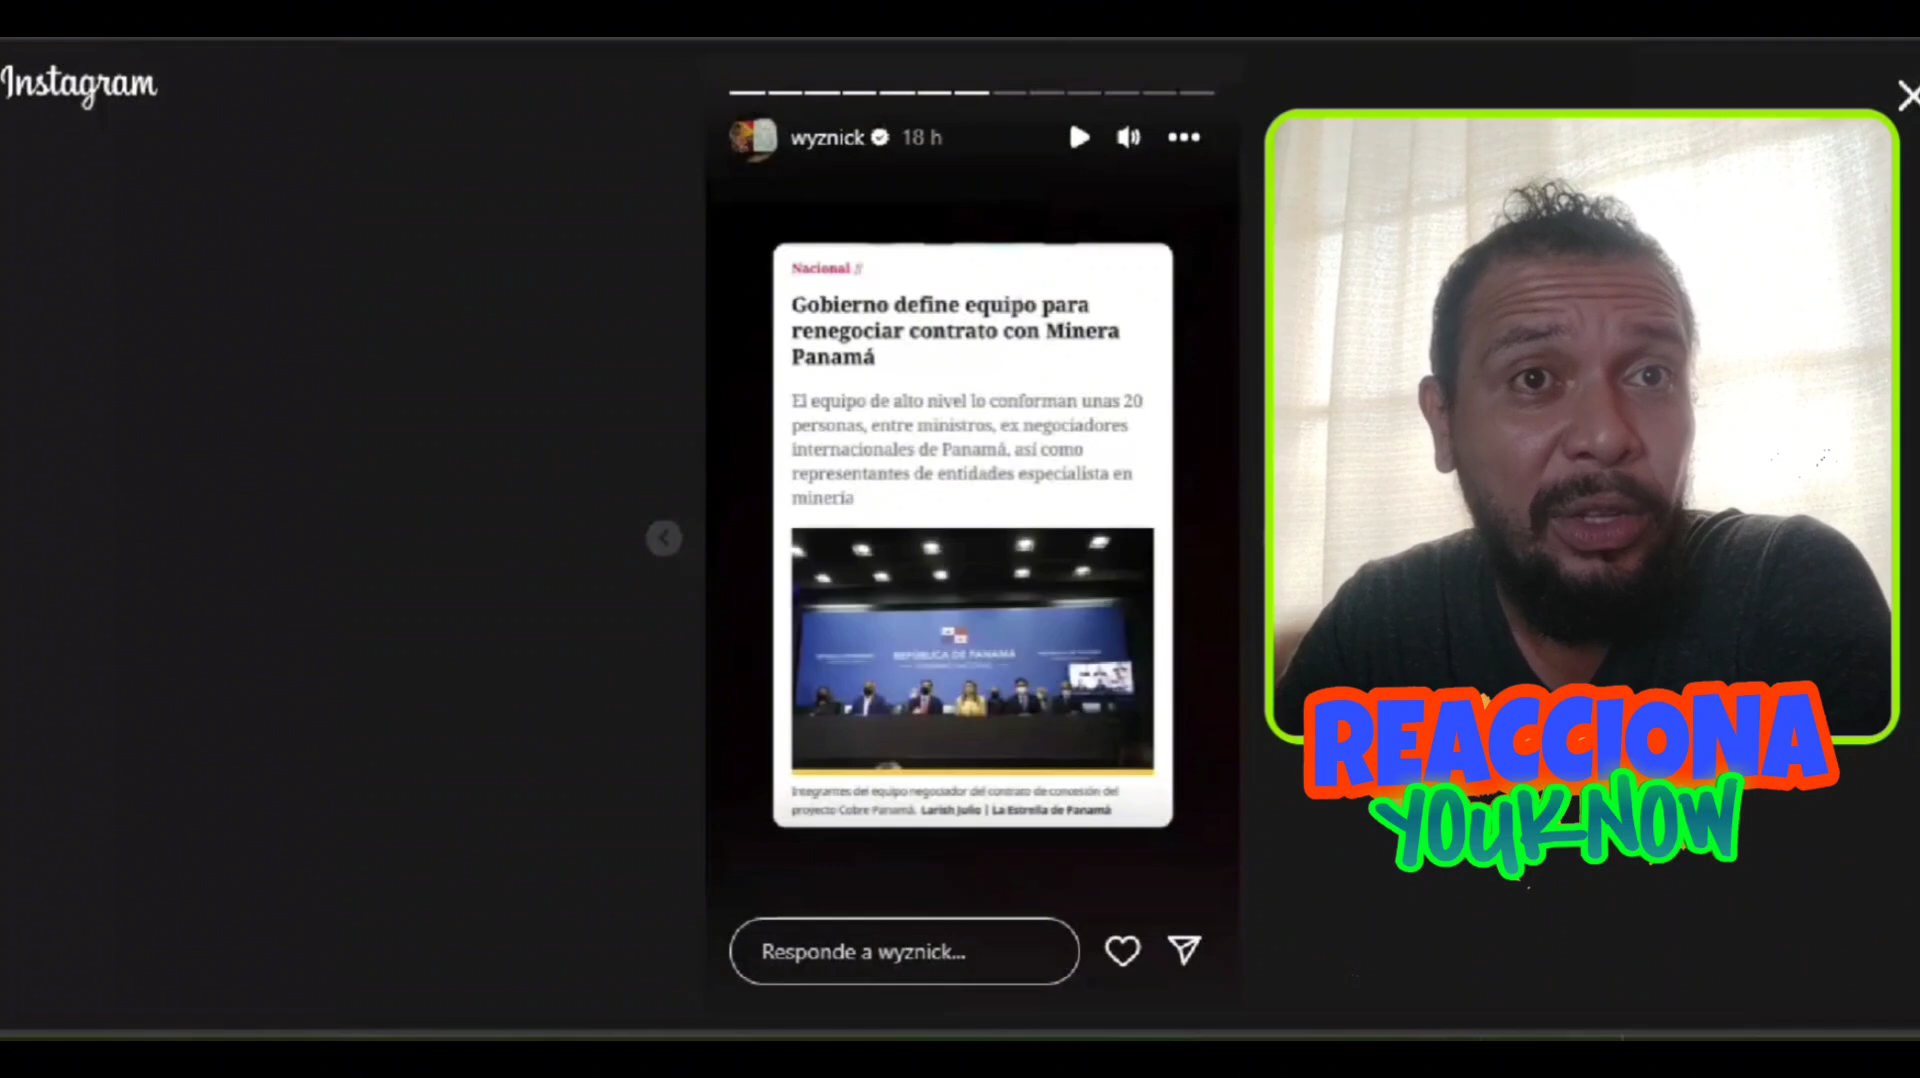 Instagram
wyznick 18 h
Nacional //
Gobierno define equipo para
renegociar contrato con Minera
Panamá
El equipo de alto nivel lo conforman unas 20
personas, entre ministros, ex negociadores
internacionales de Panamá, así como
representantes de entidades especialista en
minería
REPÚBLICA DE PANAMÁ
Integrantes del equipo negociador del contrato de concesión del
proyecto Cobre Panamá. Larish Julio | La Estrella de Panamá
Responde a wyznick...
REACCIONA
YOUK-NOW